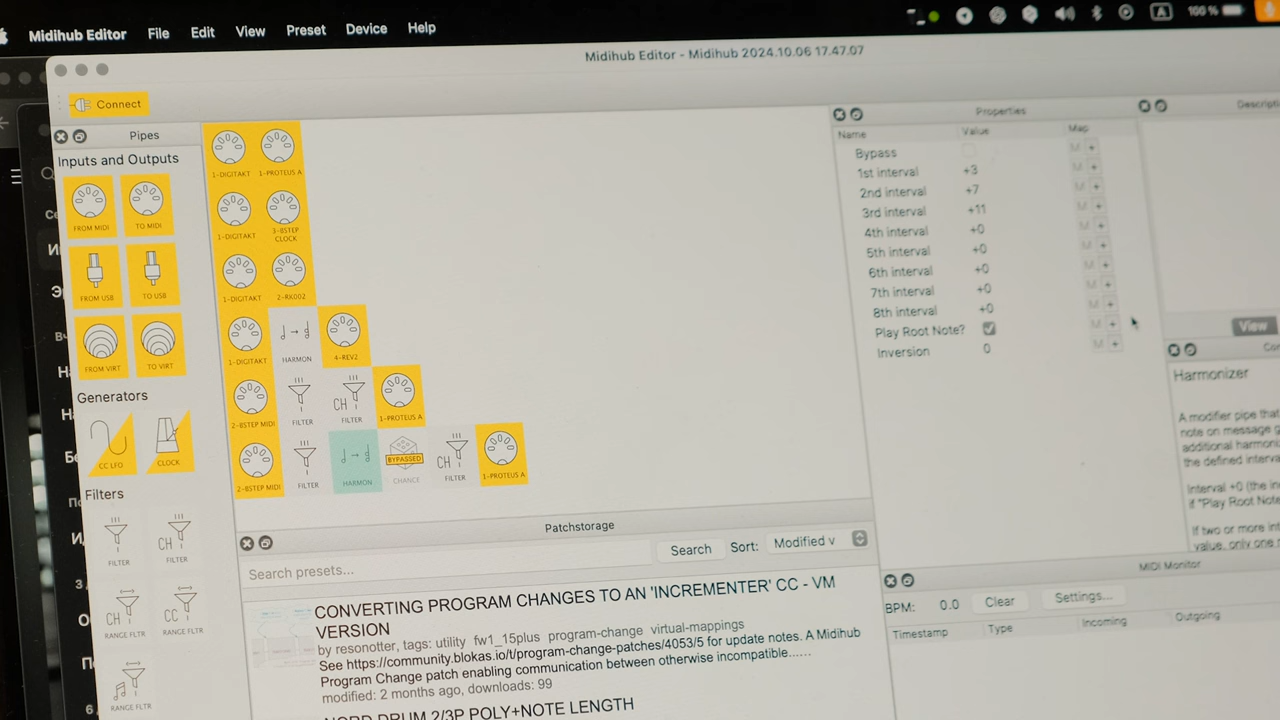 Midihub Editor File Edit View Preset Device Help
100 %
Midihub Editor - Midihub 2024.10.06 17.47.07
Connect
Pipes
Inputs and Outputs
FROM MIDI TO MIDI
FROM USB TO USB
FROM VIRT TO VIRT
Generators
CC LFO CLOCK
Filters
FILTER CH FILTER
CH RANGE FLTR CC RANGE FLTR
RANGE FLTR
1-DIGITAKT 1-PROTEUS A
1-DIGITAKT 3-8STEP CLOCK
1-DIGITAKT 2-RK002
1-DIGITAKT HARMON 4-REV2
2-8STEP MIDI FILTER CH FILTER 1-PROTEUS A
2-8STEP MIDI FILTER HARMON BYPASSED CHANCE CH FILTER 1-PROTEUS A
Patchstorage
Search presets...
Search Sort: Modified v
CONVERTING PROGRAM CHANGES TO AN 'INCREMENTER' CC - VM
VERSION
by resonotter, tags: utility fw1_15plus program-change virtual-mappings
See https://community.blokas.io/t/program-change-patches/4053/5 for update notes. A Midihub
Program Change patch enabling communication between otherwise incompatible......
modified: 2 months ago, downloads: 99
NORD DRUM 2/3P POLY+NOTE LENGTH
Properties
Name Value Map
Bypass M +
1st interval +3 M +
2nd interval +7 M +
3rd interval +11 M +
4th interval +0 M +
5th interval +0 M +
6th interval +0 M +
7th interval +0 M +
8th interval +0 M +
Play Root Note? M +
Inversion 0 M +
View
Harmonizer
A modifier pipe that
note on message
additional
the defined
Interval +0
if "Play Root
If two or more
value, only one
MIDI Monitor
BPM: 0.0 Clear Settings...
Timestamp Type Incoming Outgoing